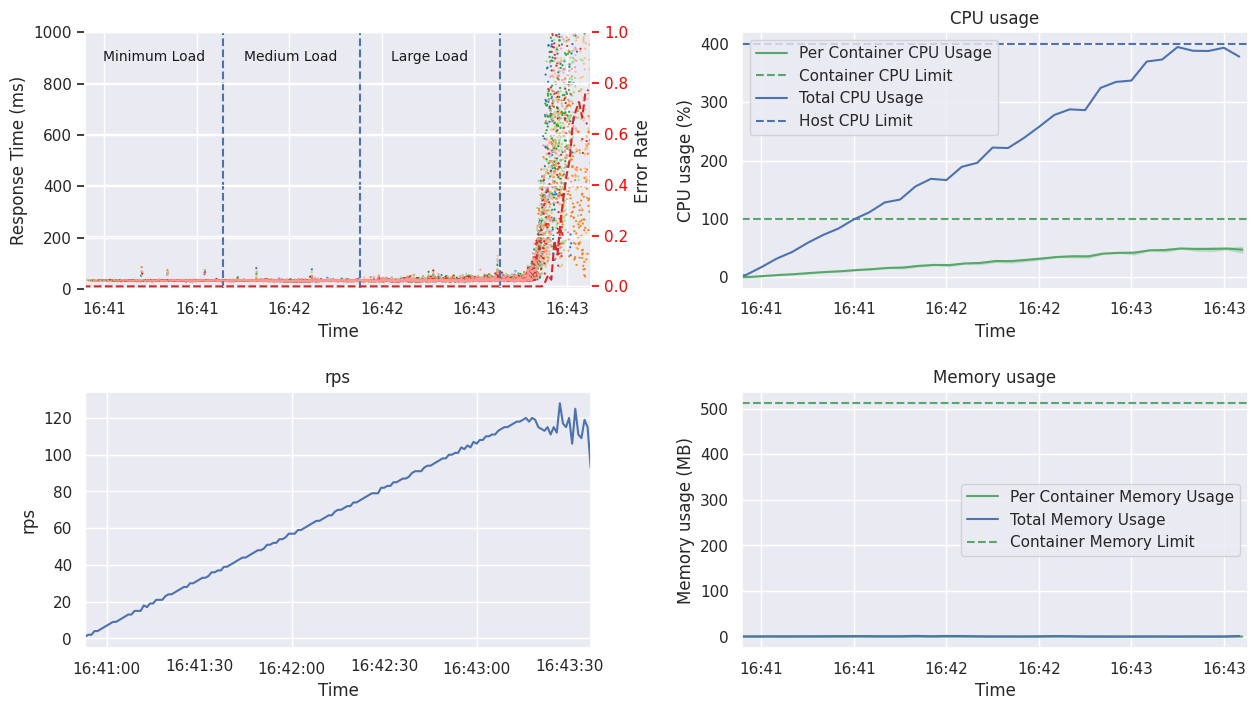 1000
800
600
400
200
0
Response Time (ms)
Minimum Load
Medium Load
Large Load
1.0
0.8
0.6
0.4
0.2
0.0
Error Rate
16:41 16:41 16:42 16:42 16:43 16:43
Time
CPU usage
400
300
200
100
0
CPU usage (%)
Per Container CPU Usage
Container CPU Limit
Total CPU Usage
Host CPU Limit
16:41 16:41 16:42 16:42 16:43 16:43
Time
rps
120
100
80
60
40
20
0
rps
16:41:00 16:41:30 16:42:00 16:42:30 16:43:00 16:43:30
Time
Memory usage
500
400
300
200
100
0
Memory usage (MB)
Per Container Memory Usage
Total Memory Usage
Container Memory Limit
16:41 16:41 16:42 16:42 16:43 16:43
Time